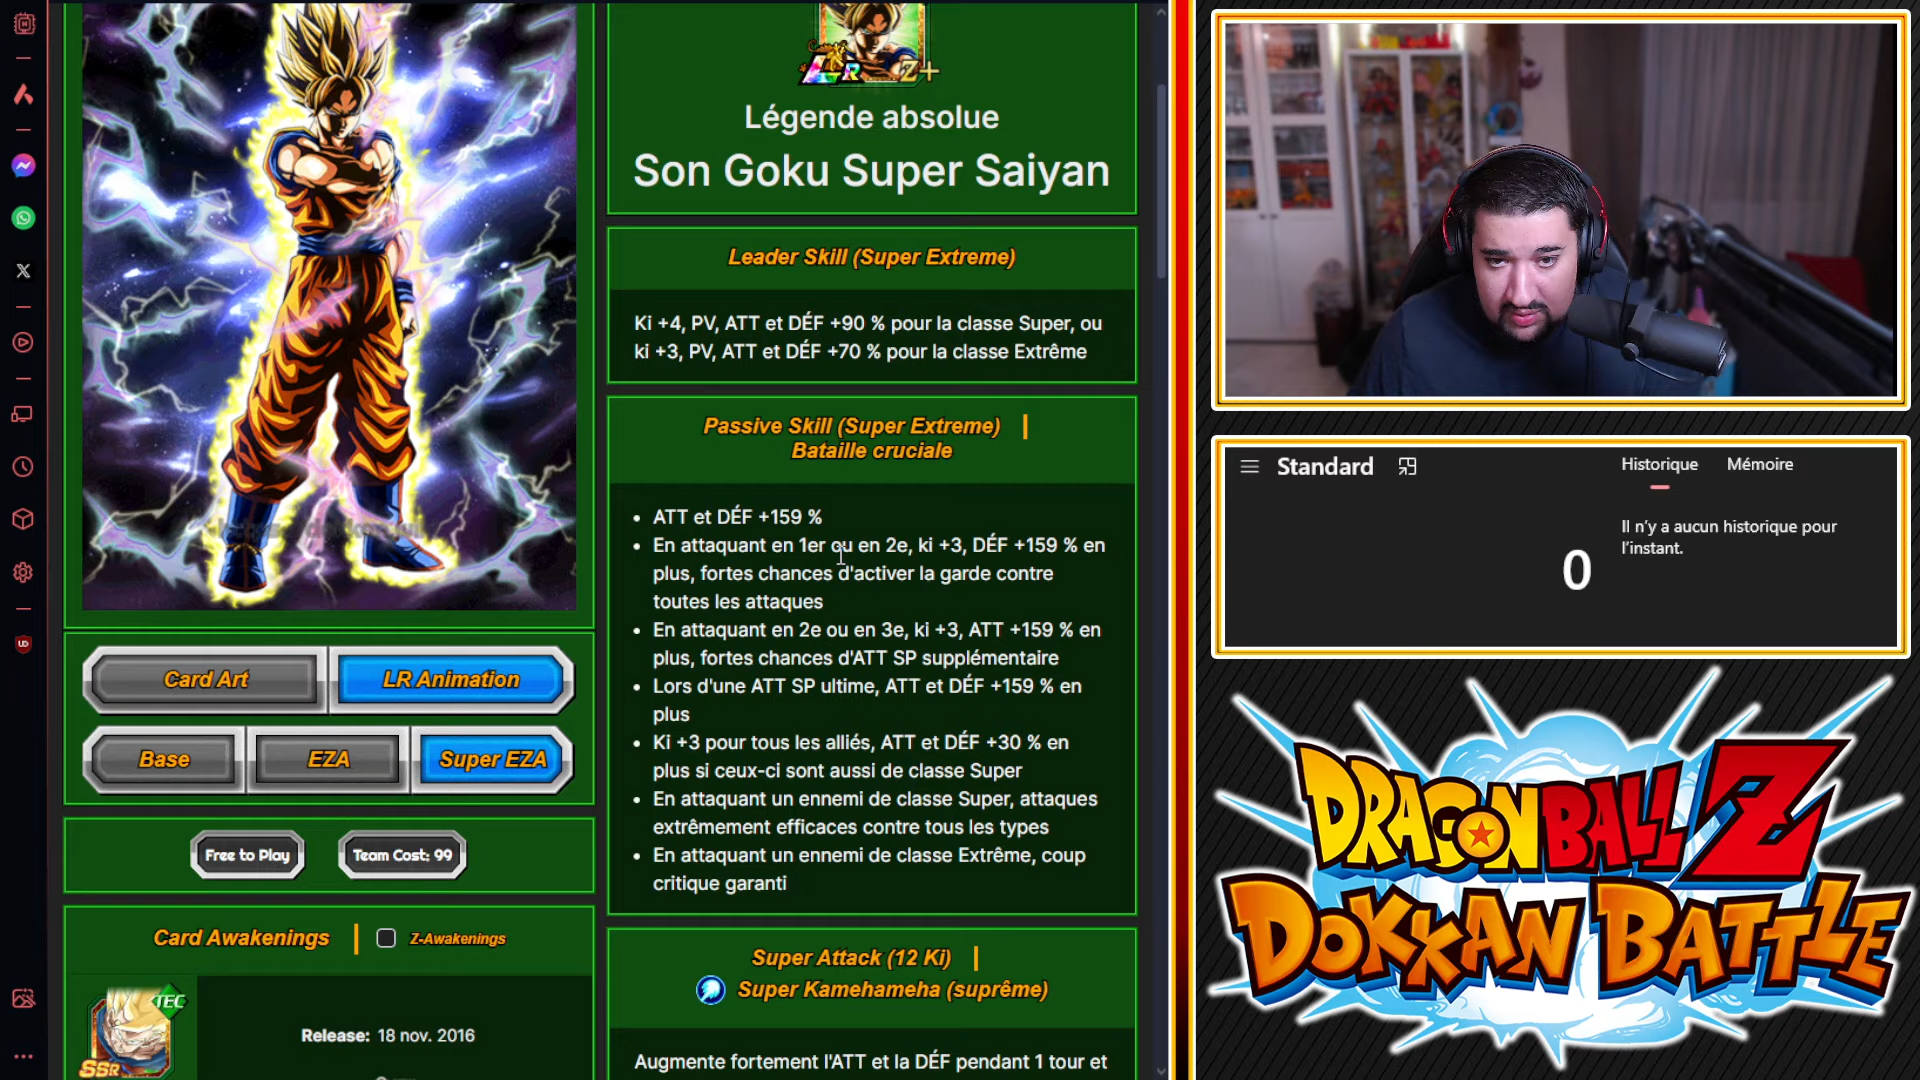 LR
Z+
Légende absolue
Son Goku Super Saiyan
Leader Skill (Super Extreme)
Ki +4, PV, ATT et DÉF +90 % pour la classe Super, ou
ki +3, PV, ATT et DÉF +70 % pour la classe Extrême
Passive Skill (Super Extreme) |
Bataille cruciale
• ATT et DÉF +159 %
• En attaquant en 1er ou en 2e, ki +3, DÉF +159 % en
plus, fortes chances d'activer la garde contre
toutes les attaques
• En attaquant en 2e ou en 3e, ki +3, ATT +159 % en
plus, fortes chances d'ATT SP supplémentaire
• Lors d'une ATT SP ultime, ATT et DÉF +159 % en
plus
• Ki +3 pour tous les alliés, ATT et DÉF +30 % en
plus si ceux-ci sont aussi de classe Super
• En attaquant un ennemi de classe Super, attaques
extrêmement efficaces contre tous les types
• En attaquant un ennemi de classe Extrême, coup
critique garanti
Super Attack (12 Ki) |
Super Kamehameha (suprême)
Augmente fortement l'ATT et la DÉF pendant 1 tour et
Card Art
LR Animation
Base
EZA
Super EZA
Free to Play
Team Cost: 99
Card Awakenings |
Z-Awakenings
TEC
SSR
Release: 18 nov. 2016
Standard
Historique
Mémoire
Il n'y a aucun historique pour
l'instant.
0
DRAGON BALL Z
DOKKAN BATTLE